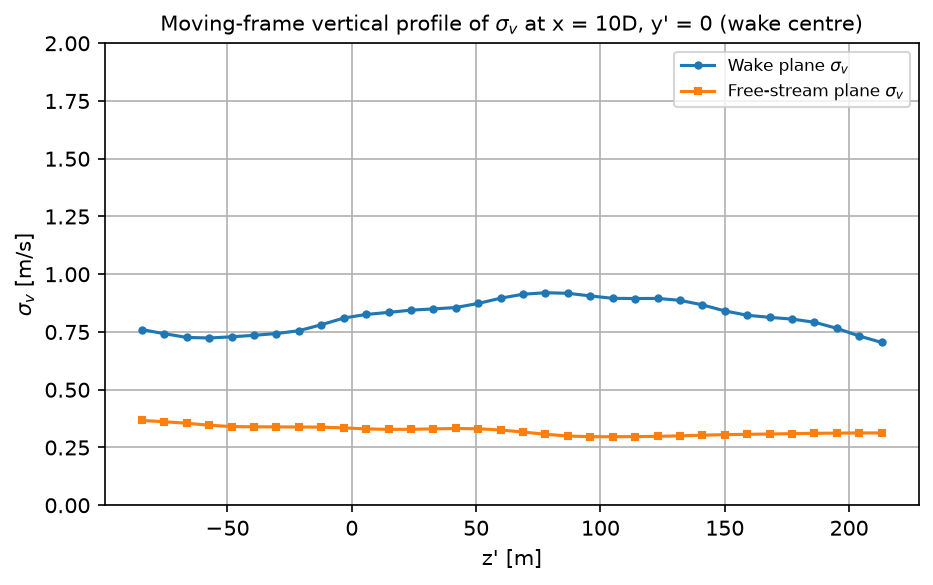 Moving-frame vertical profile of σ_v at x = 10D, y' = 0 (wake centre)
2.00
1.75
1.50
1.25
1.00
0.75
0.50
0.25
0.00
σ_v [m/s]
Wake plane σ_v
Free-stream plane σ_v
−50 0 50 100 150 200
z' [m]